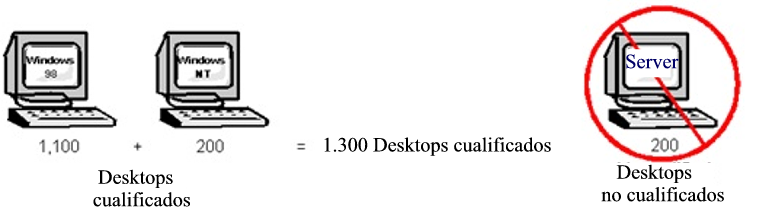 Windows
98
Windows
NT
Server
1,100 + 200 = 1.300 Desktops cualificados
200
Desktops
cualificados
Desktops
no cualificados